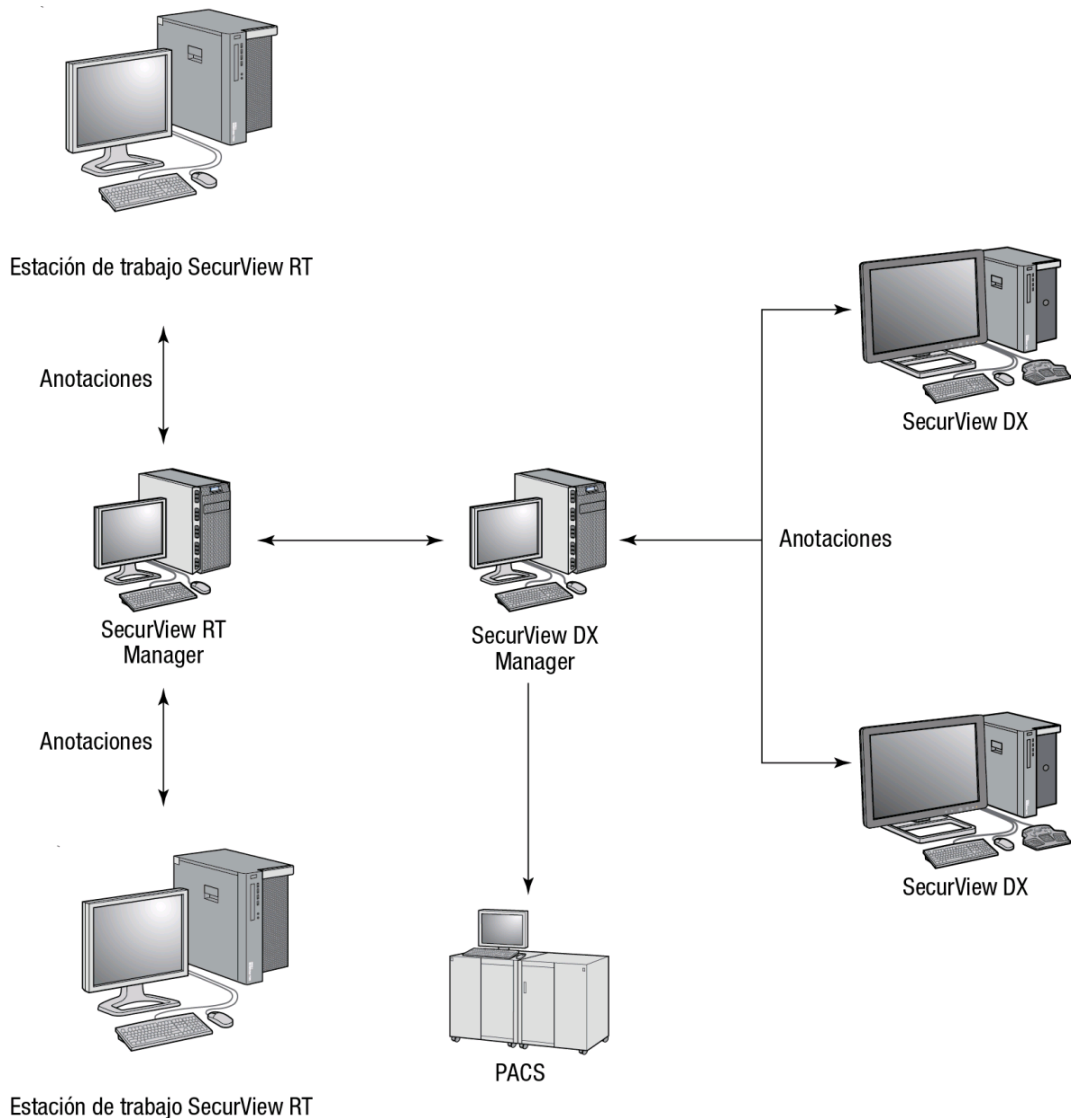 Estación de trabajo SecurView RT
Anotaciones
SecurView DX
SecurView RT
Manager
SecurView DX
Manager
Anotaciones
Anotaciones
SecurView DX
PACS
Estación de trabajo SecurView RT